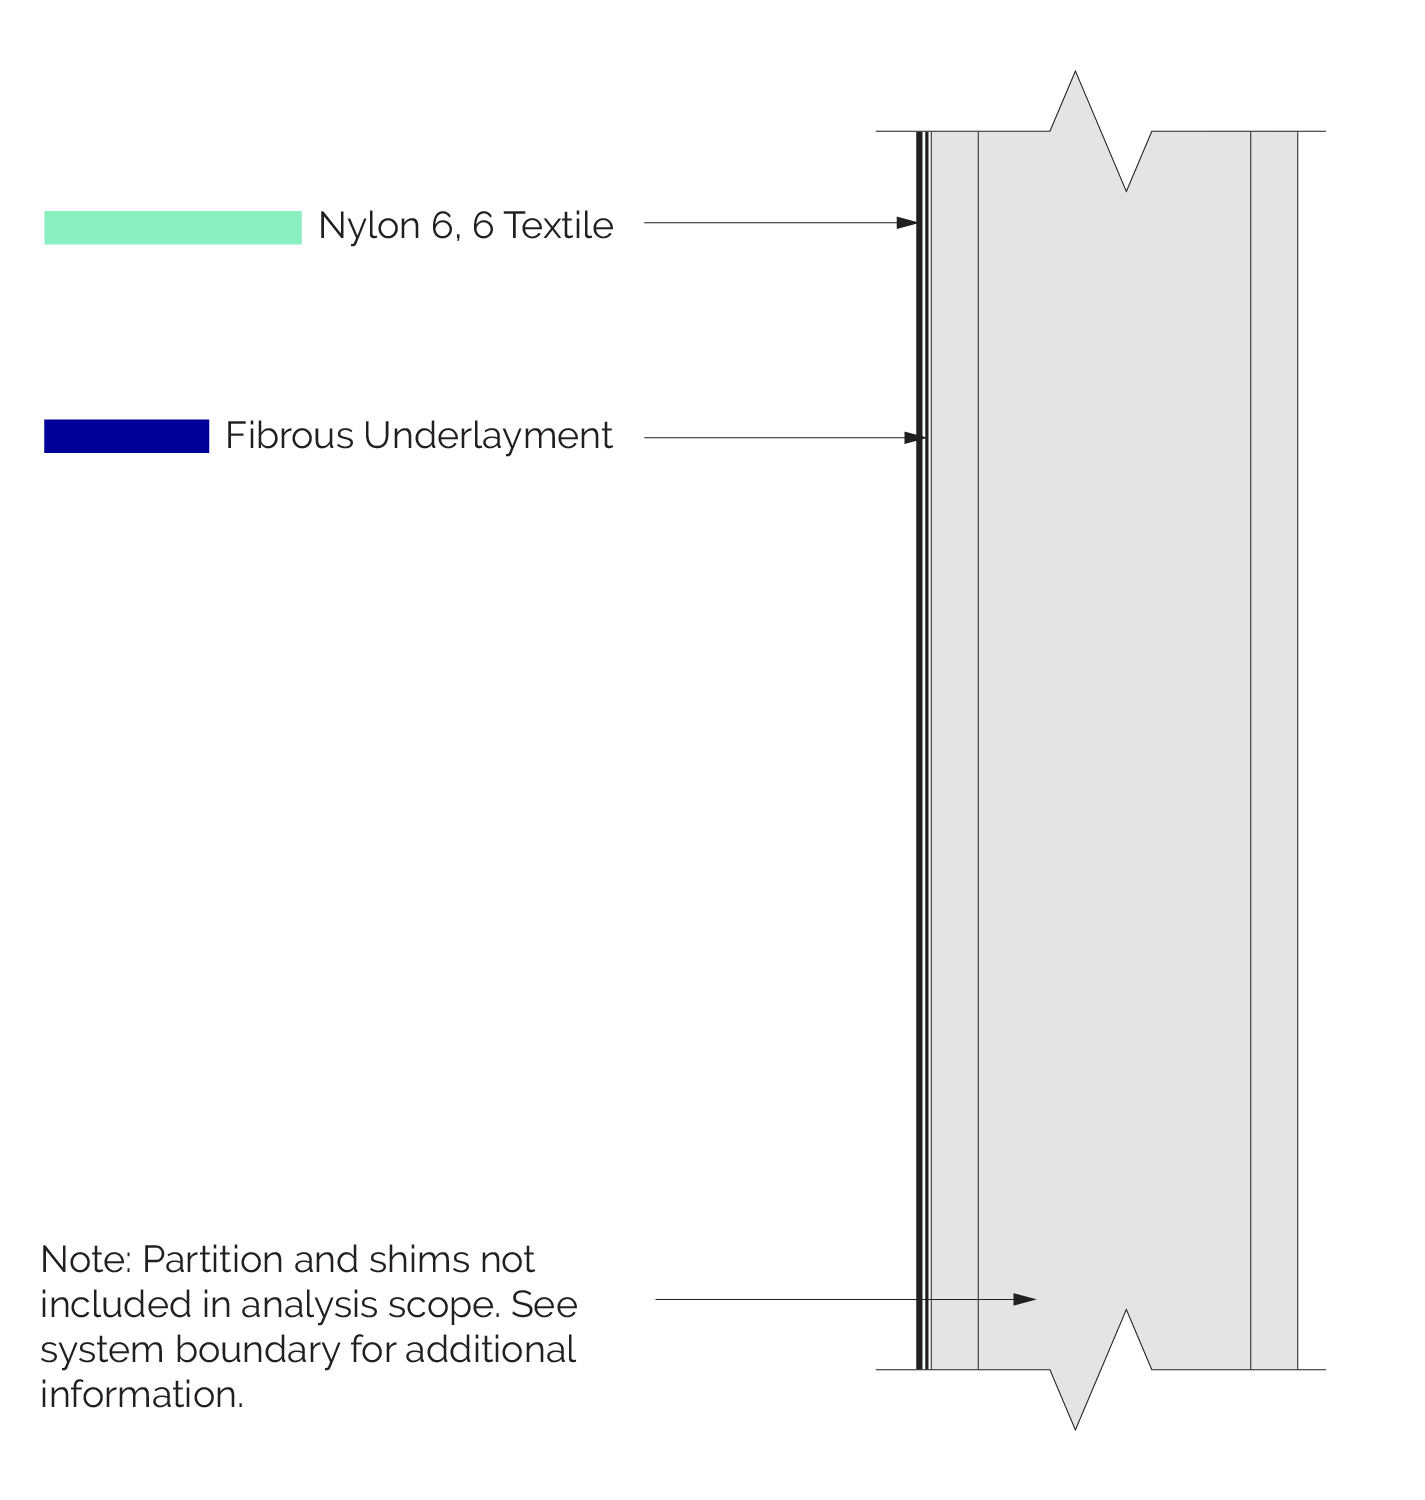 Nylon 6, 6 Textile
Fibrous Underlayment
Note: Partition and shims not
included in analysis scope. See
system boundary for additional
information.